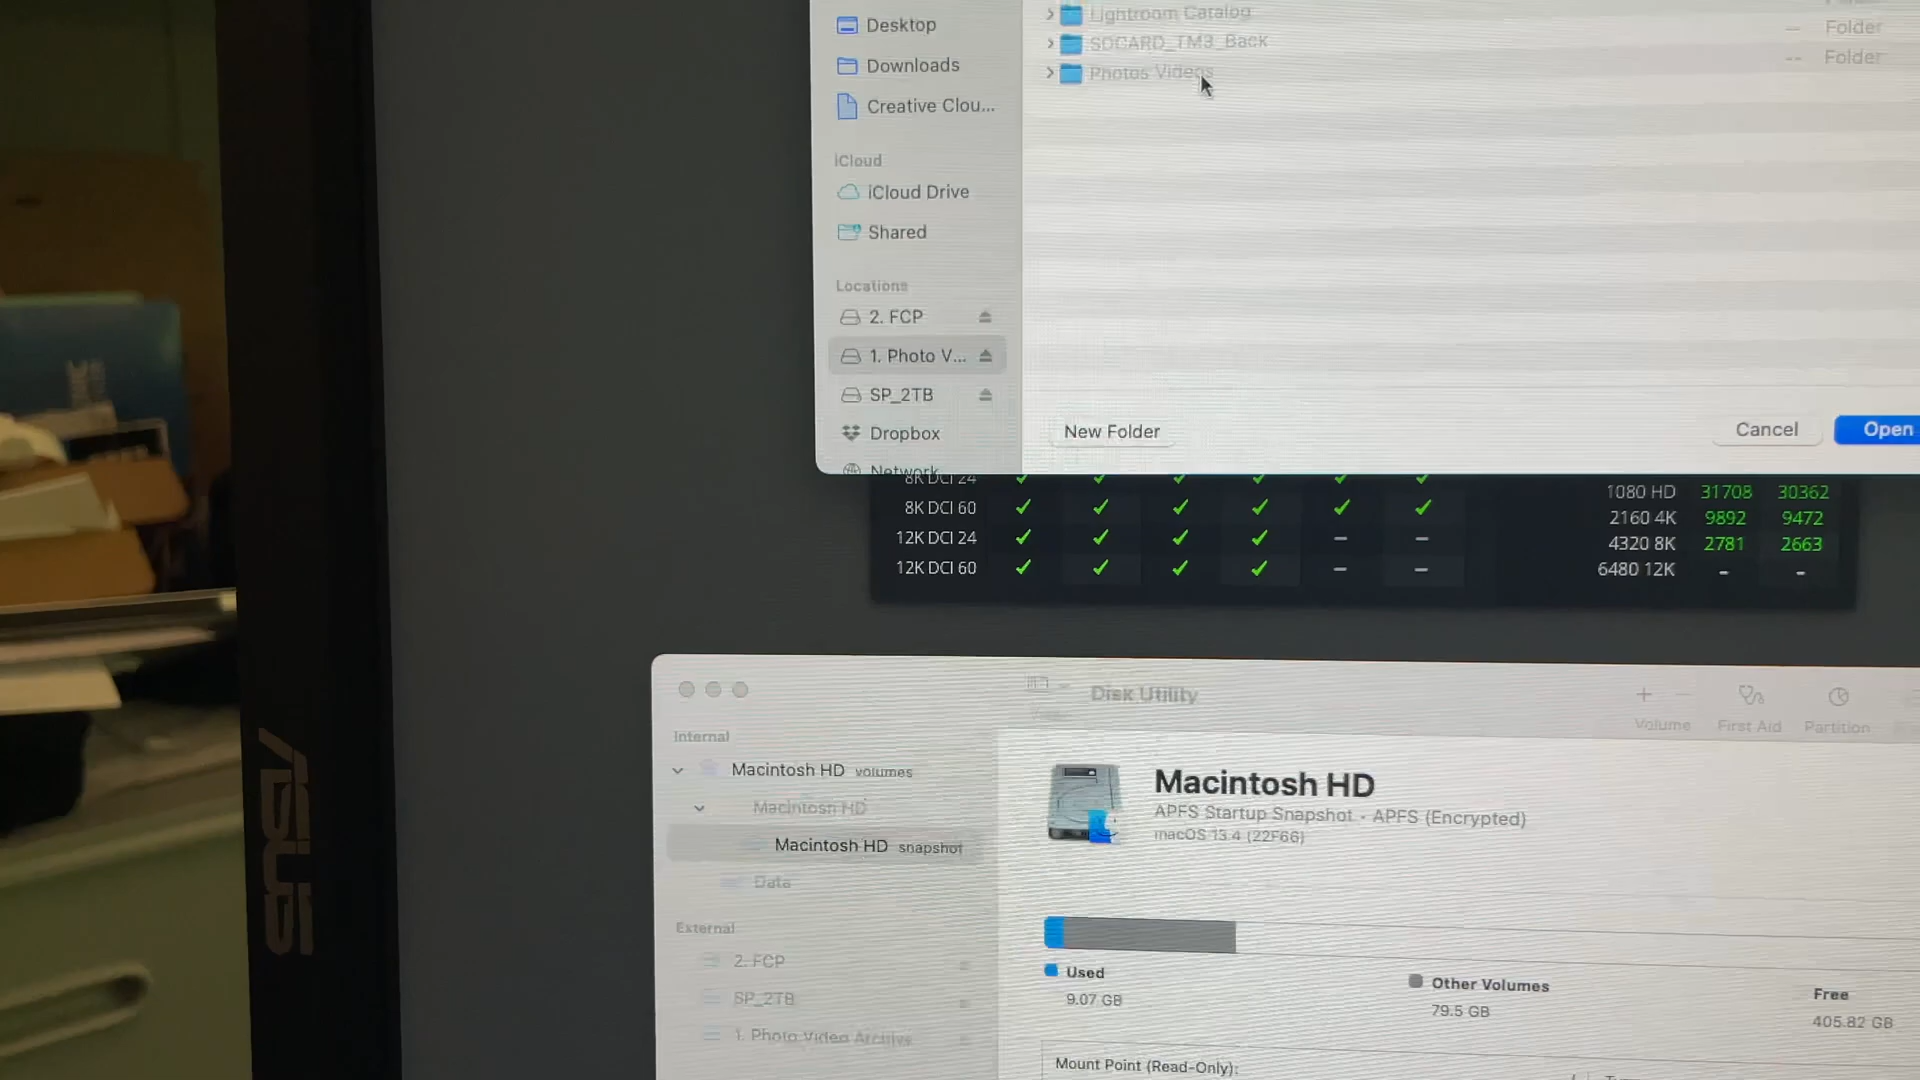 Desktop
Downloads
Creative Clou...
iCloud
iCloud Drive
Shared
Locations
2. FCP
1. Photo V...
SP_2TB
Dropbox
Network
Lightroom Catalog
SDCARD_TM3_Back
Photos Videos
-- Folder
-- Folder
New Folder
Cancel
Open
8K DCI 24
8K DCI 60
12K DCI 24
12K DCI 60
1080 HD 31708 30362
2160 4K 9892 9472
4320 8K 2781 2663
6480 12K - -
ASUS
Disk Utility
Volume
First Aid
Partition
Internal
Macintosh HD volumes
Macintosh HD
Macintosh HD snapshot
Data
External
2. FCP
SP_2TB
1. Photo Video Archive
Macintosh HD
APFS Startup Snapshot • APFS (Encrypted)
macOS 13.4 (22F66)
Used
9.07 GB
Other Volumes
79.5 GB
Free
405.82 GB
Mount Point (Read-Only):